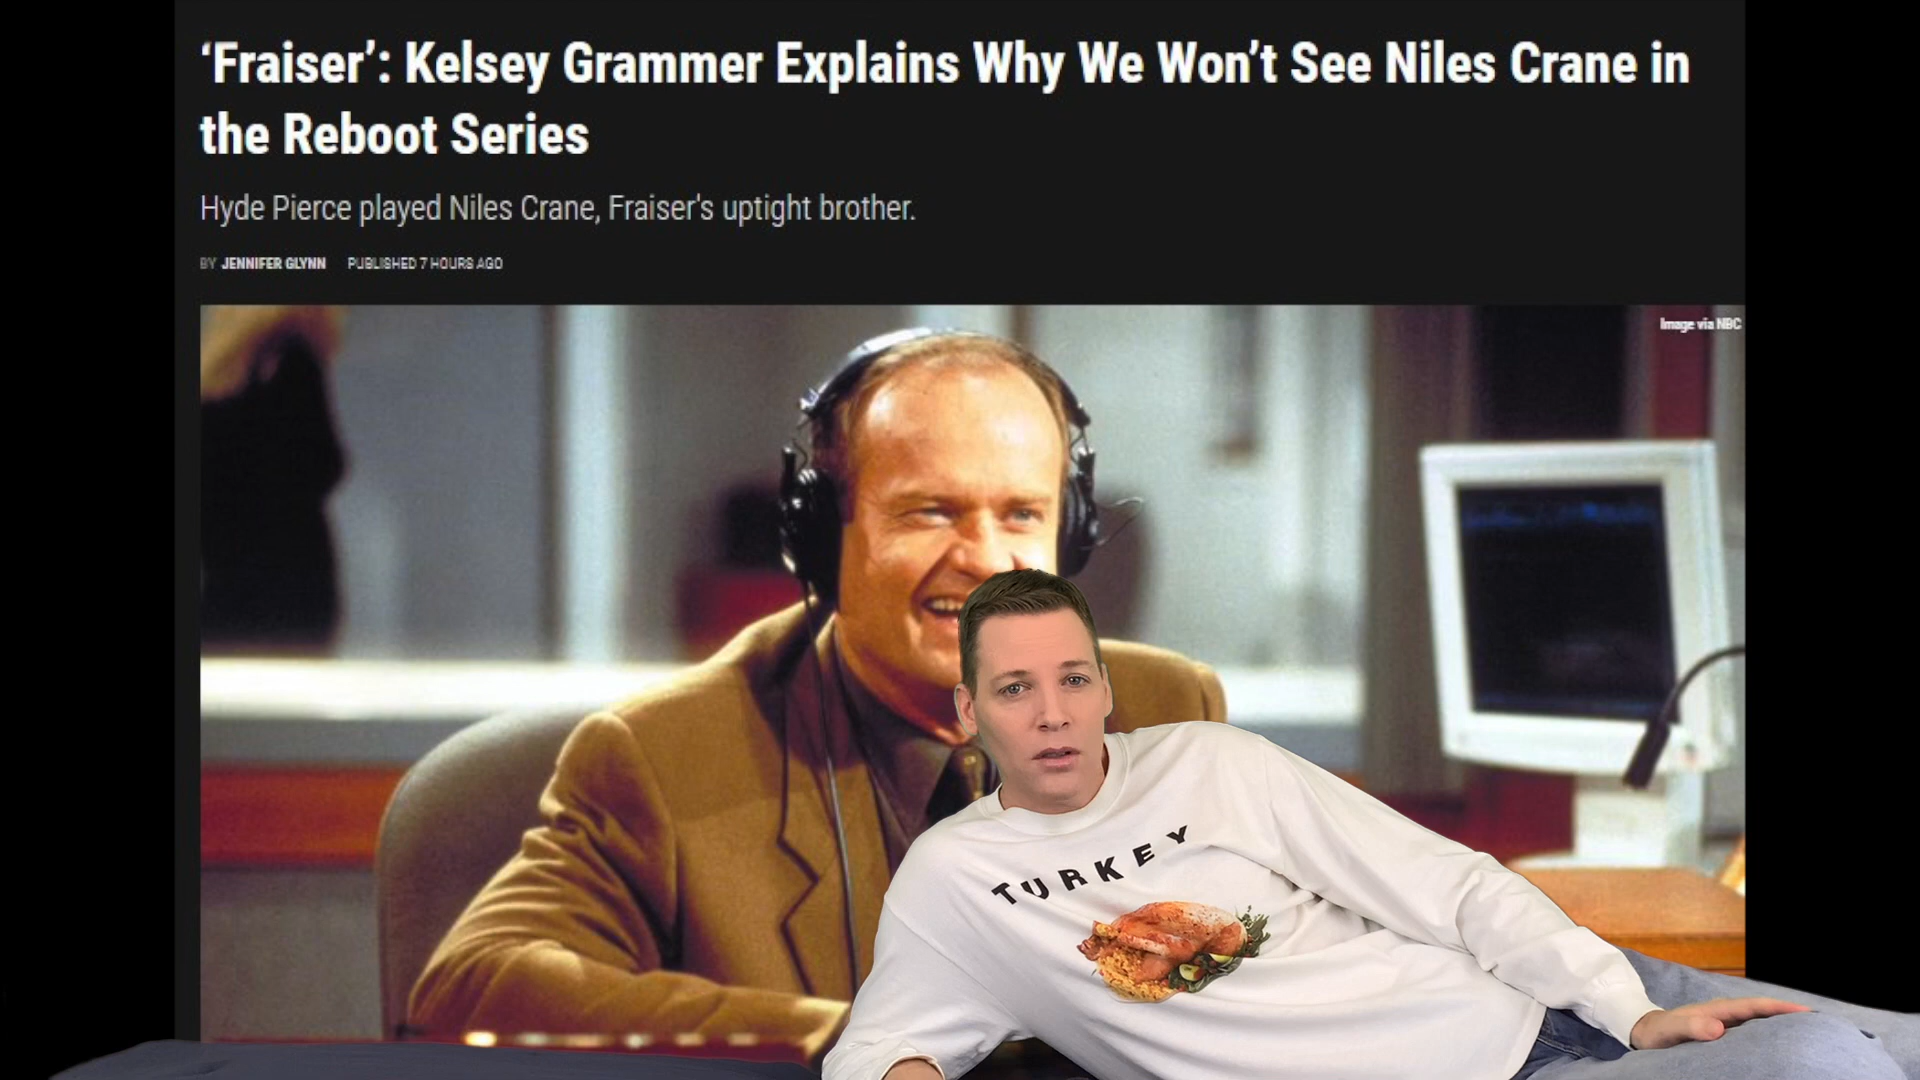 ‘Fraiser’: Kelsey Grammer Explains Why We Won’t See Niles Crane in
the Reboot Series
Hyde Pierce played Niles Crane, Fraiser's uptight brother.
BY JENNIFER GLYNN PUBLISHED 7 HOURS AGO
Image via NBC
TURKEY